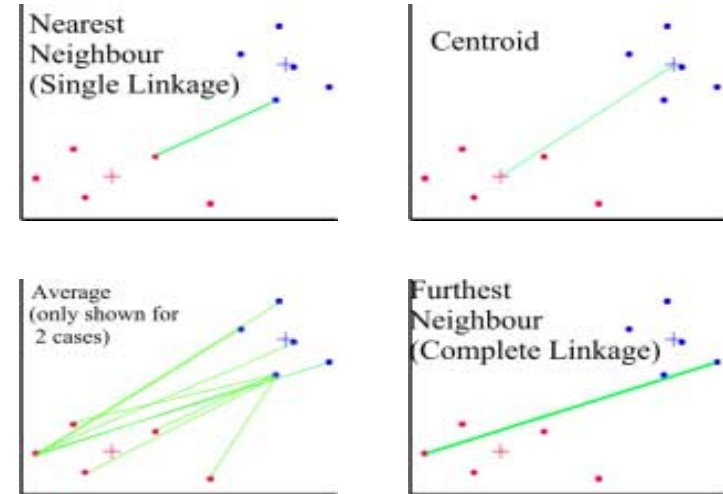 Nearest
Neighbour
(Single Linkage)
Centroid
Average
(only shown for
2 cases)
Furthest
Neighbour
(Complete Linkage)